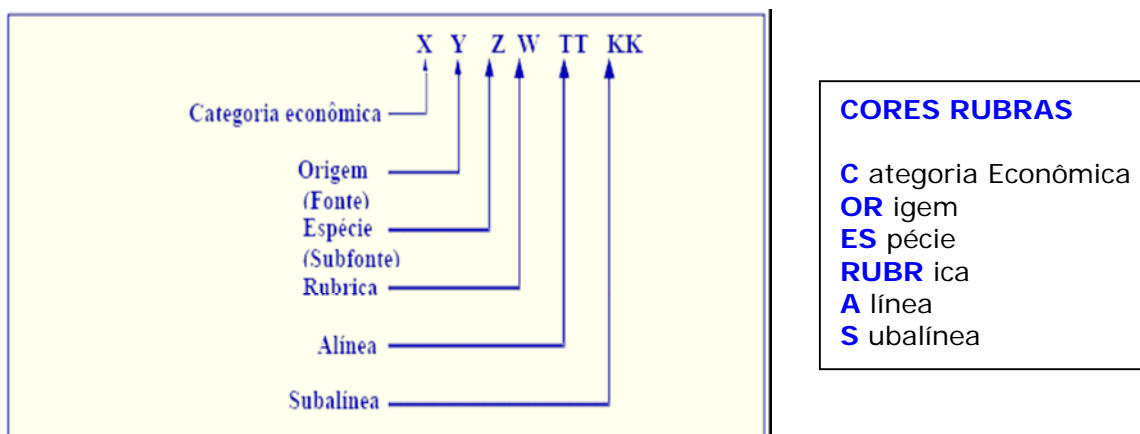 X Y Z W TT KK
Categoria econômica
Origem
(Fonte)
Espécie
(Subfonte)
Rubrica
Alínea
Subalínea
CORES RUBRAS
C ategoria Econômica
OR igem
ES pécie
RUBR ica
A línea
S ubalínea